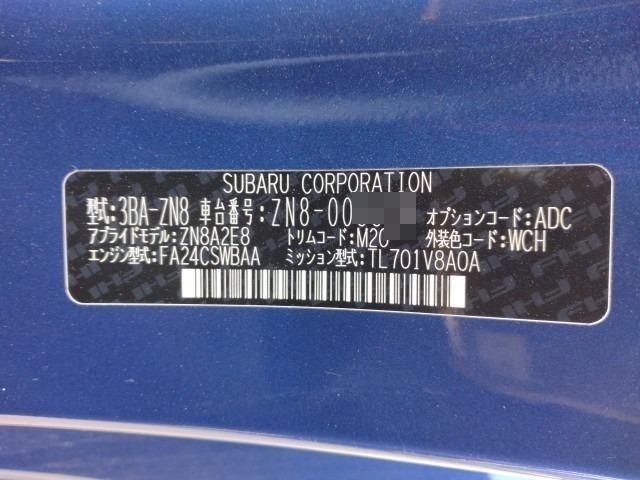 SUBARU CORPORATION
型式:3BA-ZN8 車台番号:ZN8-00 オプションコード:ADC
アプライドモデル:ZN8A2E8 トリムコード:M20 外装色コード:WCH
エンジン型式:FA24CSWBAA ミッション型式:TL701V8A0A